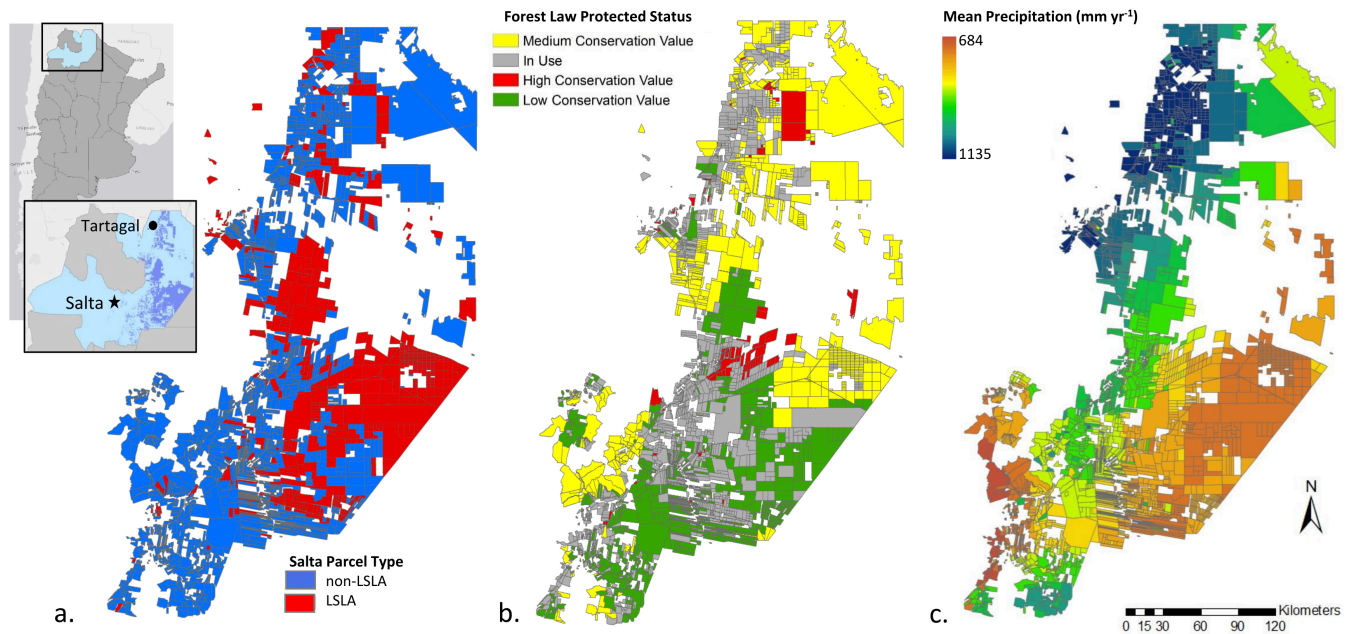 Tartagal
Salta
Salta Parcel Type
non-LSLA
LSLA
a.
Forest Law Protected Status
Medium Conservation Value
In Use
High Conservation Value
Low Conservation Value
b.
Mean Precipitation (mm yr-1)
684
1135
N
c.
Kilometers
0 15 30 60 90 120